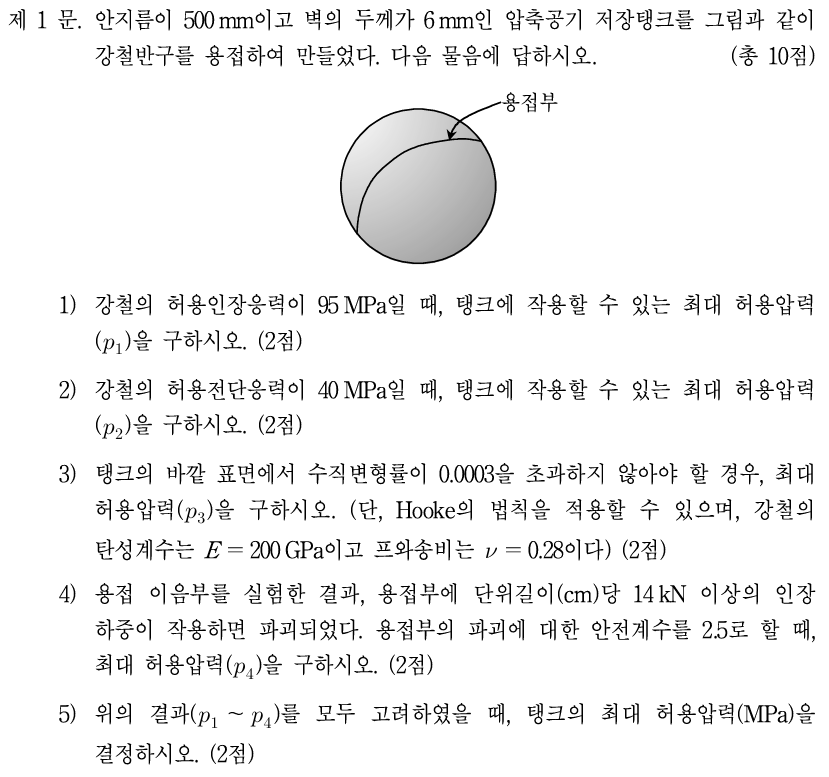 제 1 문. 안지름이 500 mm이고 벽의 두께가 6 mm인 압축공기 저장탱크를 그림과 같이
강철반구를 용접하여 만들었다. 다음 물음에 답하시오. (총 10점)
용접부
1) 강철의 허용인장응력이 95 MPa일 때, 탱크에 작용할 수 있는 최대 허용압력
(p₁)을 구하시오. (2점)
2) 강철의 허용전단응력이 40 MPa일 때, 탱크에 작용할 수 있는 최대 허용압력
(p₂)을 구하시오. (2점)
3) 탱크의 바깥 표면에서 수직변형률이 0.0003을 초과하지 않아야 할 경우, 최대
허용압력(p₃)을 구하시오. (단, Hooke의 법칙을 적용할 수 있으며, 강철의
탄성계수는 E = 200 GPa이고 프와송비는 ν = 0.28이다) (2점)
4) 용접 이음부를 실험한 결과, 용접부에 단위길이(cm)당 14 kN 이상의 인장
하중이 작용하면 파괴되었다. 용접부의 파괴에 대한 안전계수를 2.5로 할 때,
최대 허용압력(p₄)을 구하시오. (2점)
5) 위의 결과(p₁ ~ p₄)를 모두 고려하였을 때, 탱크의 최대 허용압력(MPa)을
결정하시오. (2점)